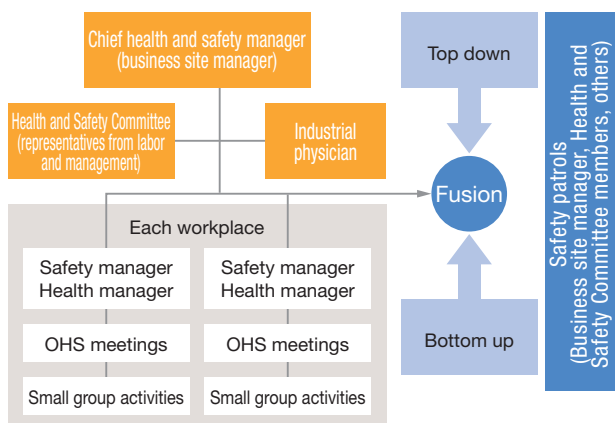 Chief health and safety manager
(business site manager)
Health and Safety Committee
(representatives from labor
and management)
Industrial
physician
Each workplace
Safety manager
Health manager
OHS meetings
Small group activities
Safety manager
Health manager
OHS meetings
Small group activities
Top down
Fusion
Bottom up
Safety patrols
(Business site manager, Health and
Safety Committee members, others)